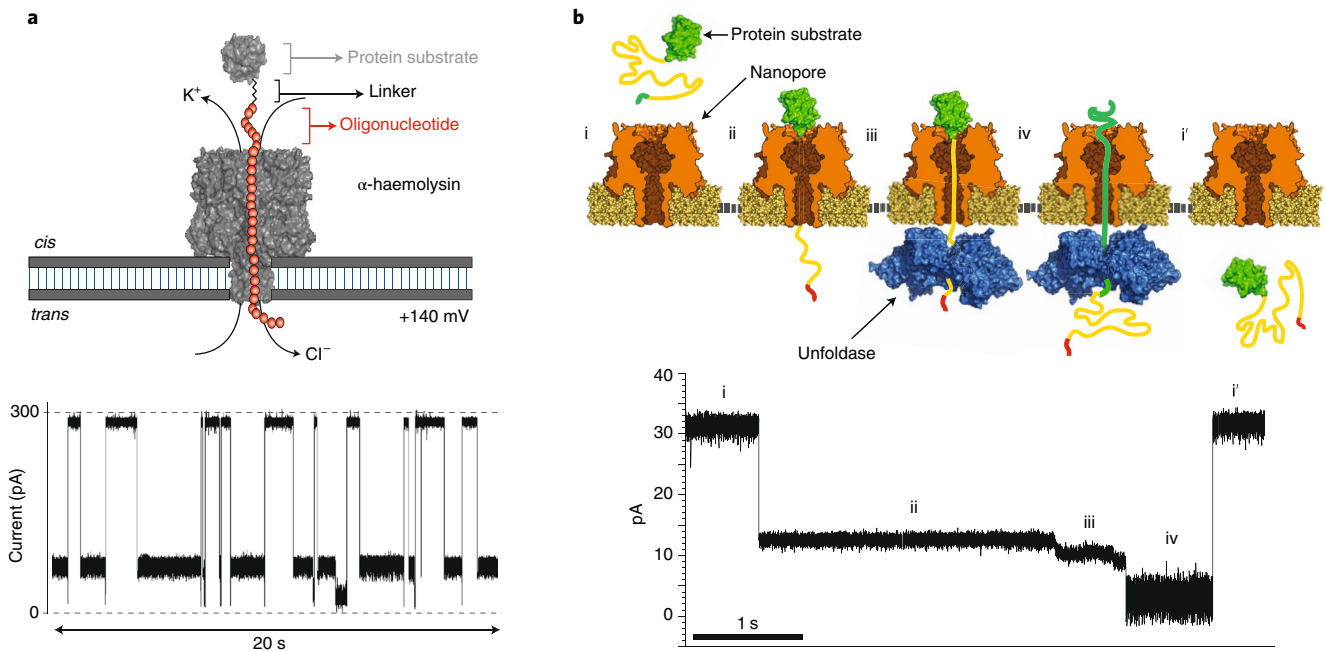 a
Protein substrate
K+
Linker
Oligonucleotide
α-haemolysin
cis
trans
+140 mV
Cl−
300
Current (pA)
0
20 s
b
Protein substrate
Nanopore
i
ii
iii
iv
i′
Unfoldase
40
30
20
10
0
pA
i
ii
iii
iv
i′
1 s